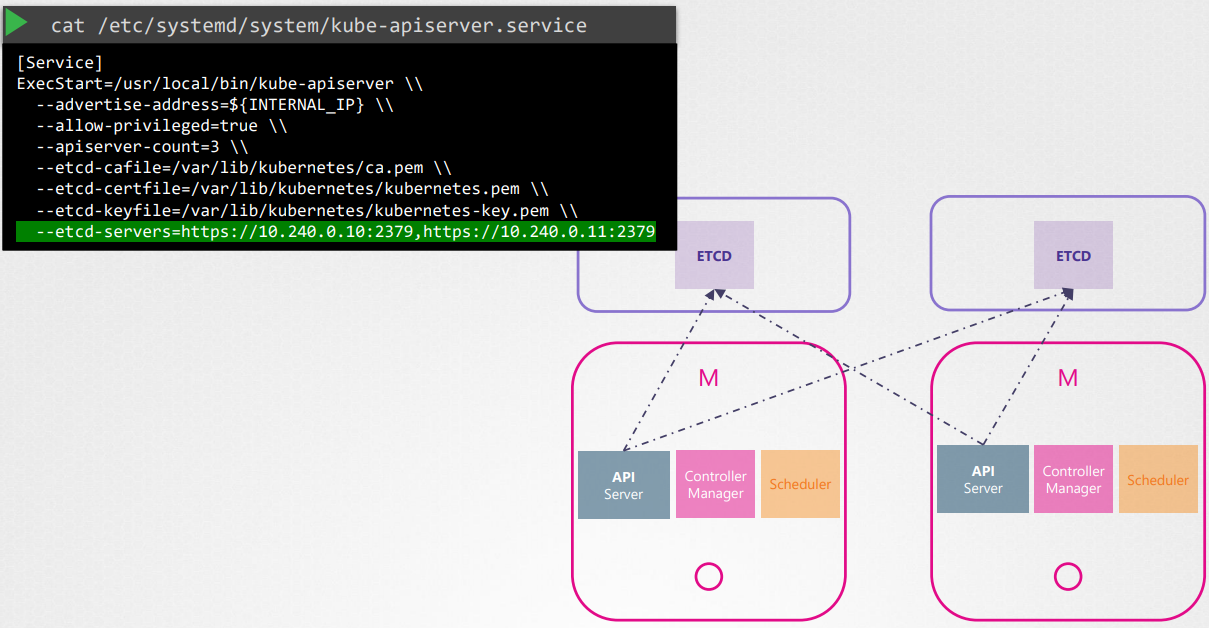 cat /etc/systemd/system/kube-apiserver.service
[Service]
ExecStart=/usr/local/bin/kube-apiserver \\
  --advertise-address=${INTERNAL_IP} \\
  --allow-privileged=true \\
  --apiserver-count=3 \\
  --etcd-cafile=/var/lib/kubernetes/ca.pem \\
  --etcd-certfile=/var/lib/kubernetes/kubernetes.pem \\
  --etcd-keyfile=/var/lib/kubernetes/kubernetes-key.pem \\
  --etcd-servers=https://10.240.0.10:2379,https://10.240.0.11:2379
ETCD
ETCD
M
M
API
Server
Controller
Manager
Scheduler
API
Server
Controller
Manager
Scheduler